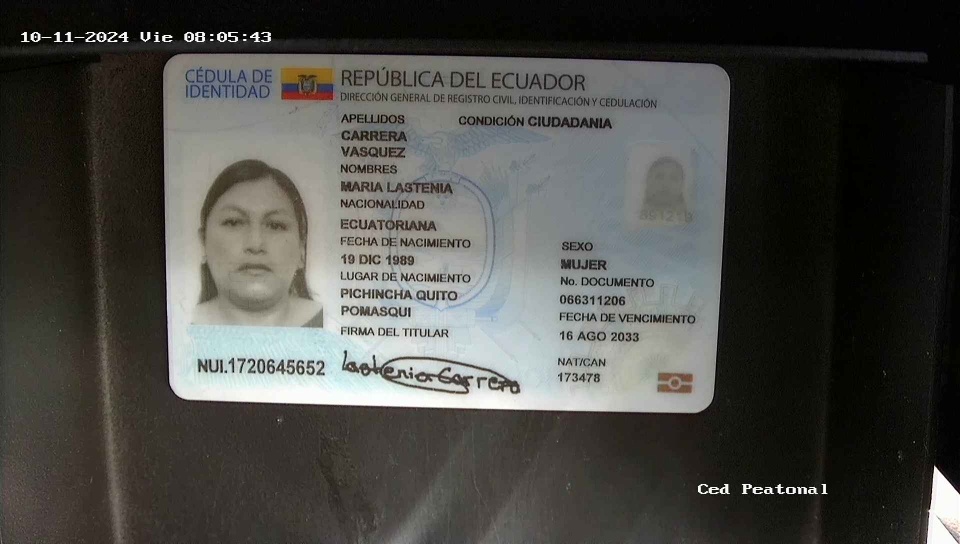 10-11-2024 Vie 08:05:43
CÉDULA DE
IDENTIDAD
REPÚBLICA DEL ECUADOR
DIRECCIÓN GENERAL DE REGISTRO CIVIL, IDENTIFICACIÓN Y CEDULACIÓN
APELLIDOS
CONDICIÓN CIUDADANIA
CARRERA
VASQUEZ
NOMBRES
MARIA LASTENIA
NACIONALIDAD
ECUATORIANA
FECHA DE NACIMIENTO
19 DIC 1989
LUGAR DE NACIMIENTO
PICHINCHA QUITO
POMASQUI
FIRMA DEL TITULAR
Lastenia Carrera
891219
SEXO
MUJER
No. DOCUMENTO
066311206
FECHA DE VENCIMIENTO
16 AGO 2033
NAT/CAN
173478
NUI.1720645652
Ced Peatonal